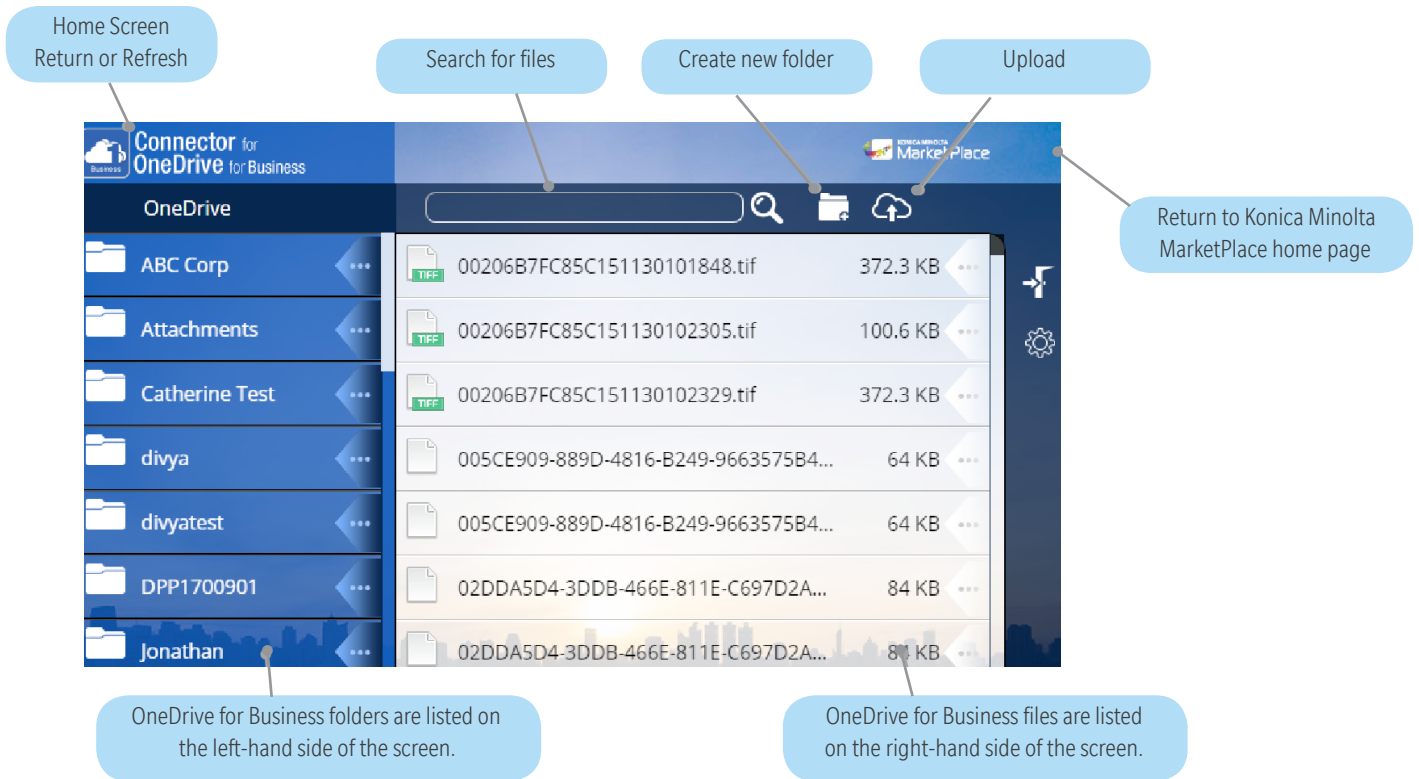 Home Screen
Return or Refresh
Search for files
Create new folder
Upload
Connector for
OneDrive for Business
Business
KONICA MINOLTA
MarketPlace
OneDrive
Return to Konica Minolta
MarketPlace home page
ABC Corp
TIFF 00206B7FC85C151130101848.tif 372.3 KB
Attachments
TIFF 00206B7FC85C151130102305.tif 100.6 KB
Catherine Test
TIFF 00206B7FC85C151130102329.tif 372.3 KB
divya
005CE909-889D-4816-B249-9663575B4... 64 KB
divyatest
005CE909-889D-4816-B249-9663575B4... 64 KB
DPP1700901
02DDA5D4-3DDB-466E-811E-C697D2A... 84 KB
Jonathan
02DDA5D4-3DDB-466E-811E-C697D2A... 84 KB
OneDrive for Business folders are listed on
the left-hand side of the screen.
OneDrive for Business files are listed
on the right-hand side of the screen.